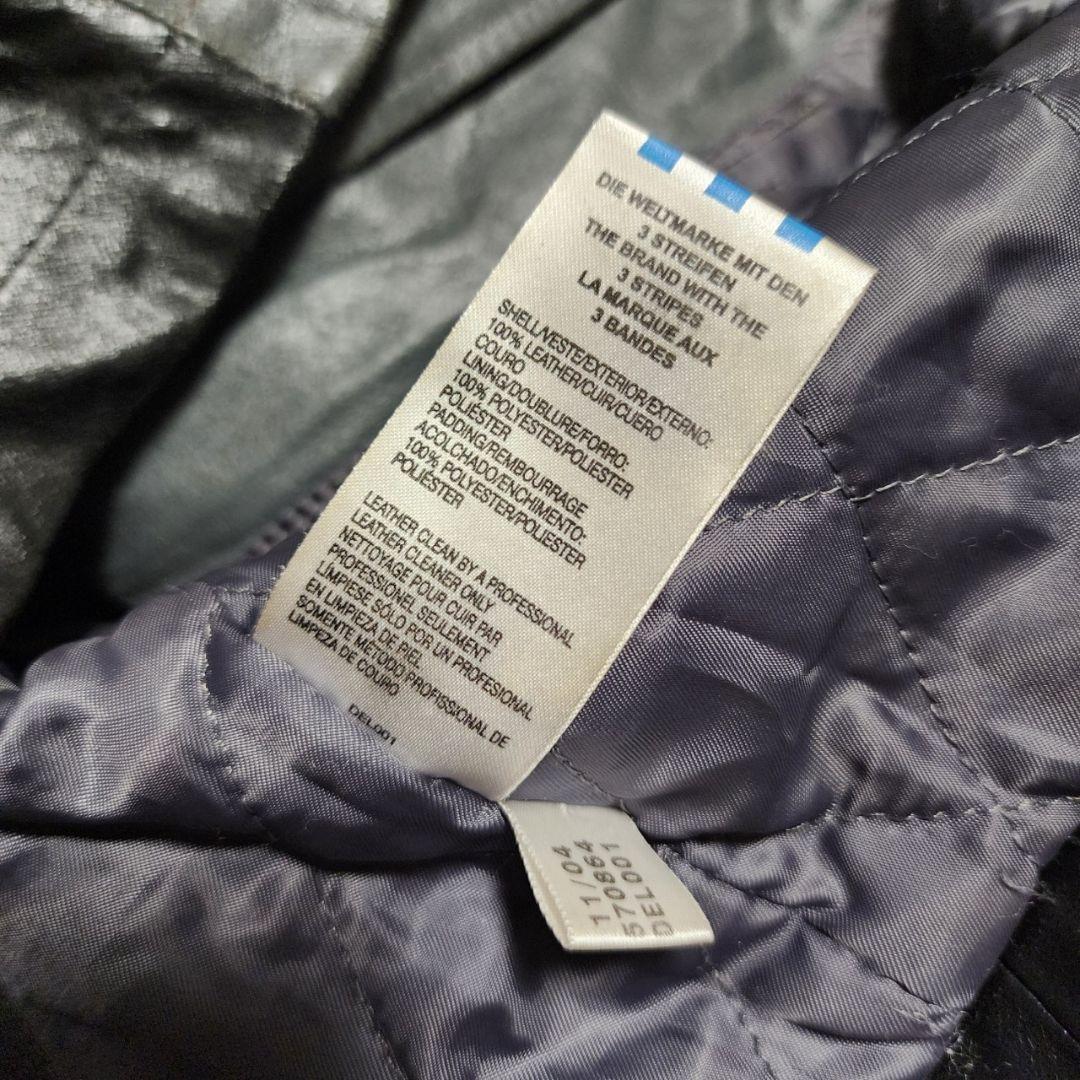 DIE WELTMARKE MIT DEN
3 STREIFEN
THE BRAND WITH THE
3 STRIPES
LA MARQUE AUX
3 BANDES
SHELL/VESTE/EXTERIOR/EXTERNO:
100% LEATHER/CUIR/CUERO
COURO
LINING/DOUBLURE/FORRO:
100% POLYESTER/POLIESTER
POLIÉSTER
PADDING/REMBOURRAGE
ACOLCHADO/ENCHIMENTO:
100% POLYESTER/POLIESTER
POLIÉSTER
LEATHER CLEAN BY A PROFESSIONAL
LEATHER CLEANER ONLY
NETTOYAGE POUR CUIR PAR
PROFESSIONEL SEULEMENT
LÍMPIESE SÓLO POR UN PROFESIONAL
EN LIMPIEZA DE PIEL
SOMENTE METODO PROFISSIONAL DE
LIMPEZA DE COURO
DEL001
11/04
570864
DEL001